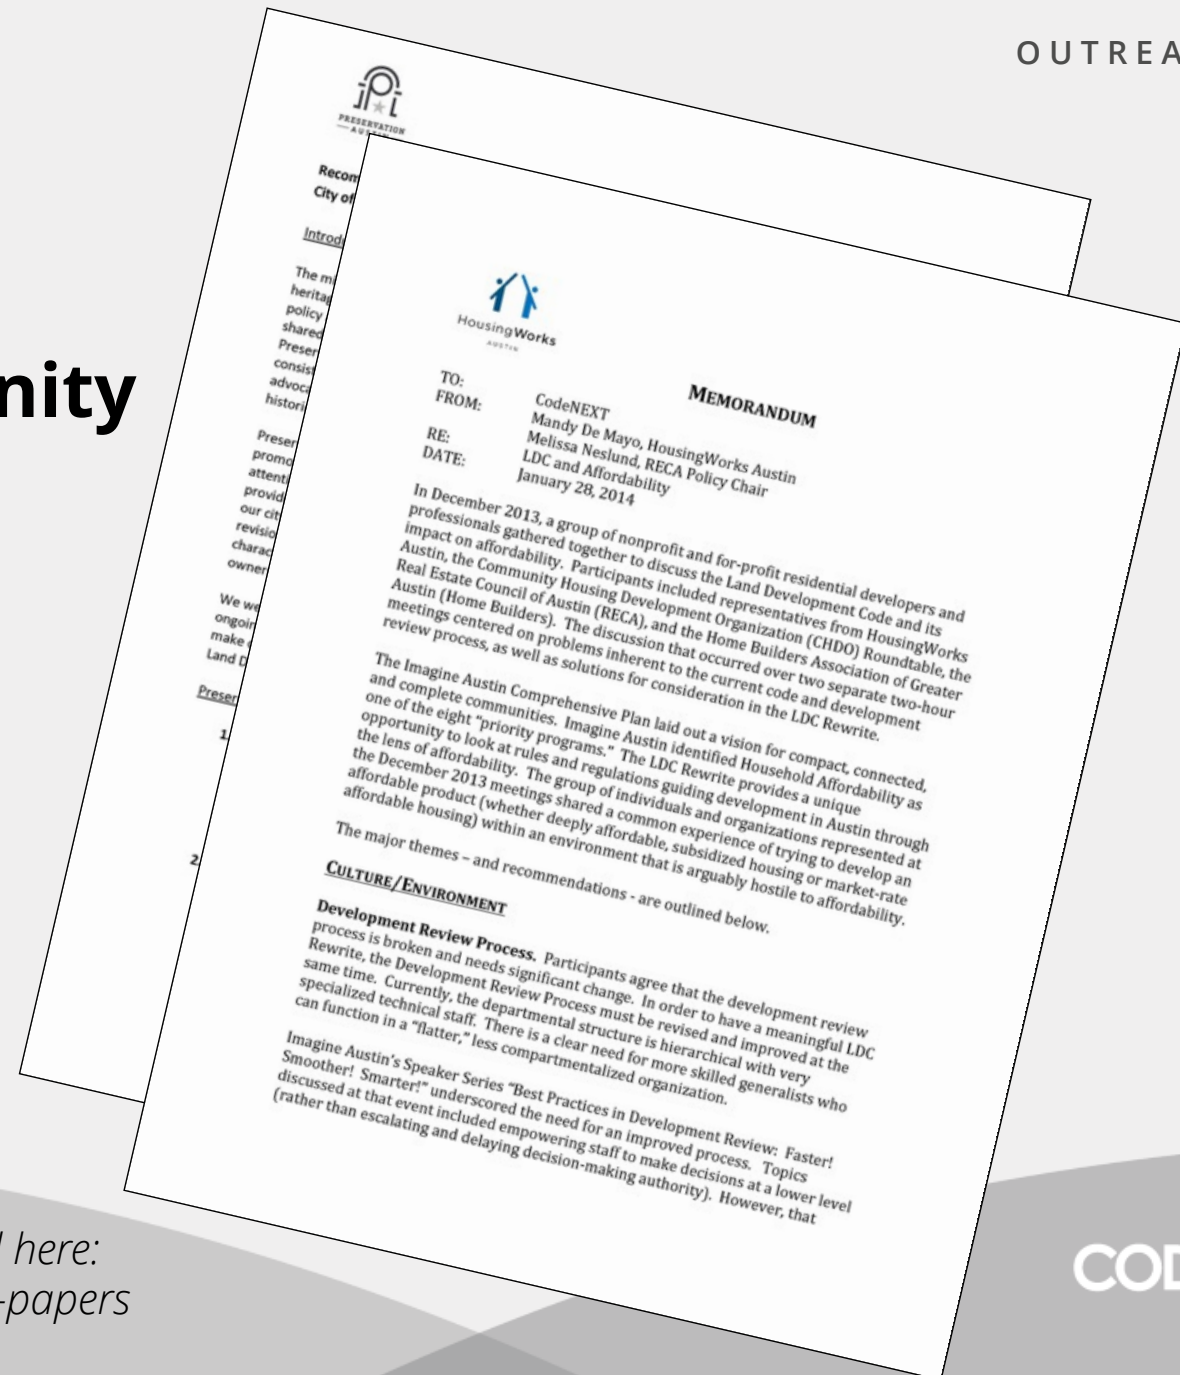 OUTREA
nity
PRESERVATION
AUSTIN
Recom
City of
Introd
The mi
heritag
policy
shared
Preser
consist
advoca
histori
Preser
promo
attenti
provid
our cit
revisio
charac
owner
We we
ongoin
make
Land D
Preser
1.
2.
HousingWorks
AUSTIN
MEMORANDUM
TO: CodeNEXT
FROM: Mandy De Mayo, HousingWorks Austin
Melissa Neslund, RECA Policy Chair
RE: LDC and Affordability
DATE: January 28, 2014
In December 2013, a group of nonprofit and for-profit residential developers and
professionals gathered together to discuss the Land Development Code and its
impact on affordability. Participants included representatives from HousingWorks
Austin, the Community Housing Development Organization (CHDO) Roundtable, the
Real Estate Council of Austin (RECA), and the Home Builders Association of Greater
Austin (Home Builders). The discussion that occurred over two separate two-hour
meetings centered on problems inherent to the current code and development
review process, as well as solutions for consideration in the LDC Rewrite.
The Imagine Austin Comprehensive Plan laid out a vision for compact, connected,
and complete communities. Imagine Austin identified Household Affordability as
one of the eight “priority programs.” The LDC Rewrite provides a unique
opportunity to look at rules and regulations guiding development in Austin through
the lens of affordability. The group of individuals and organizations represented at
the December 2013 meetings shared a common experience of trying to develop an
affordable product (whether deeply affordable, subsidized housing or market-rate
affordable housing) within an environment that is arguably hostile to affordability.
The major themes – and recommendations - are outlined below.
CULTURE/ENVIRONMENT
Development Review Process. Participants agree that the development review
process is broken and needs significant change. In order to have a meaningful LDC
Rewrite, the Development Review Process must be revised and improved at the
same time. Currently, the departmental structure is hierarchical with very
specialized technical staff. There is a clear need for more skilled generalists who
can function in a “flatter,” less compartmentalized organization.
Imagine Austin’s Speaker Series “Best Practices in Development Review: Faster!
Smoother! Smarter!” underscored the need for an improved process. Topics
discussed at that event included empowering staff to make decisions at a lower level
(rather than escalating and delaying decision-making authority). However, that
l here:
-papers
COD